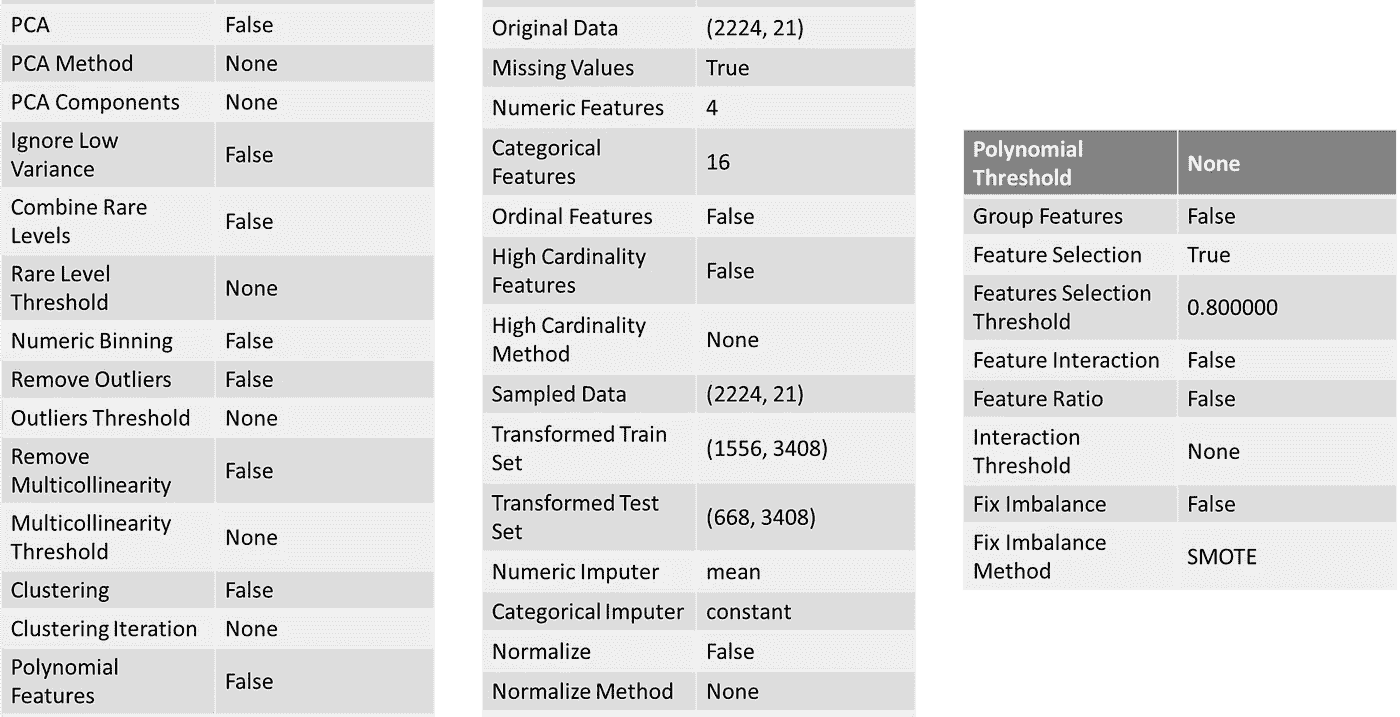 PCA False
PCA Method None
PCA Components None
Ignore Low
Variance False
Combine Rare
Levels False
Rare Level
Threshold None
Numeric Binning False
Remove Outliers False
Outliers Threshold None
Remove
Multicollinearity False
Multicollinearity
Threshold None
Clustering False
Clustering Iteration None
Polynomial
Features False
Original Data (2224, 21)
Missing Values True
Numeric Features 4
Categorical
Features 16
Ordinal Features False
High Cardinality
Features False
High Cardinality
Method None
Sampled Data (2224, 21)
Transformed Train
Set (1556, 3408)
Transformed Test
Set (668, 3408)
Numeric Imputer mean
Categorical Imputer constant
Normalize False
Normalize Method None
Polynomial
Threshold None
Group Features False
Feature Selection True
Features Selection
Threshold 0.800000
Feature Interaction False
Feature Ratio False
Interaction
Threshold None
Fix Imbalance False
Fix Imbalance
Method SMOTE